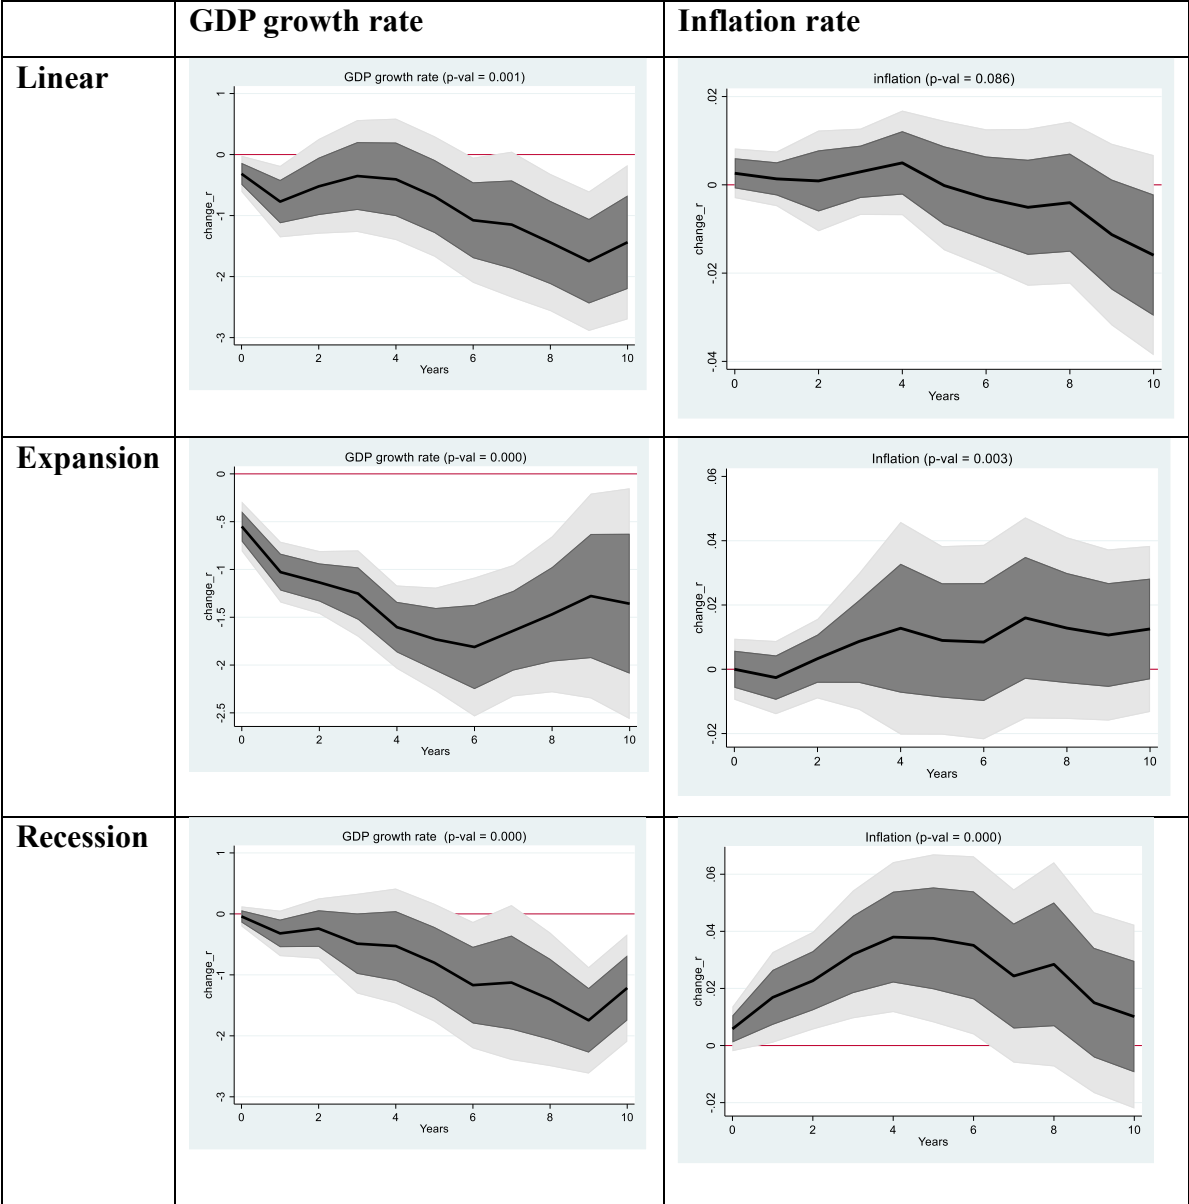 GDP growth rate
Inflation rate
Linear
GDP growth rate (p-val = 0.001)
change_r
1
0
-1
-2
-3
0 2 4 6 8 10
Years
inflation (p-val = 0.086)
change_r
.02
0
-.02
-.04
0 2 4 6 8 10
Years
Expansion
GDP growth rate (p-val = 0.000)
change_r
0
-.5
-1
-1.5
-2
-2.5
0 2 4 6 8 10
Years
Inflation (p-val = 0.003)
change_r
.06
.04
.02
0
-.02
0 2 4 6 8 10
Years
Recession
GDP growth rate (p-val = 0.000)
change_r
1
0
-1
-2
-3
0 2 4 6 8 10
Years
Inflation (p-val = 0.000)
change_r
.06
.04
.02
0
-.02
0 2 4 6 8 10
Years